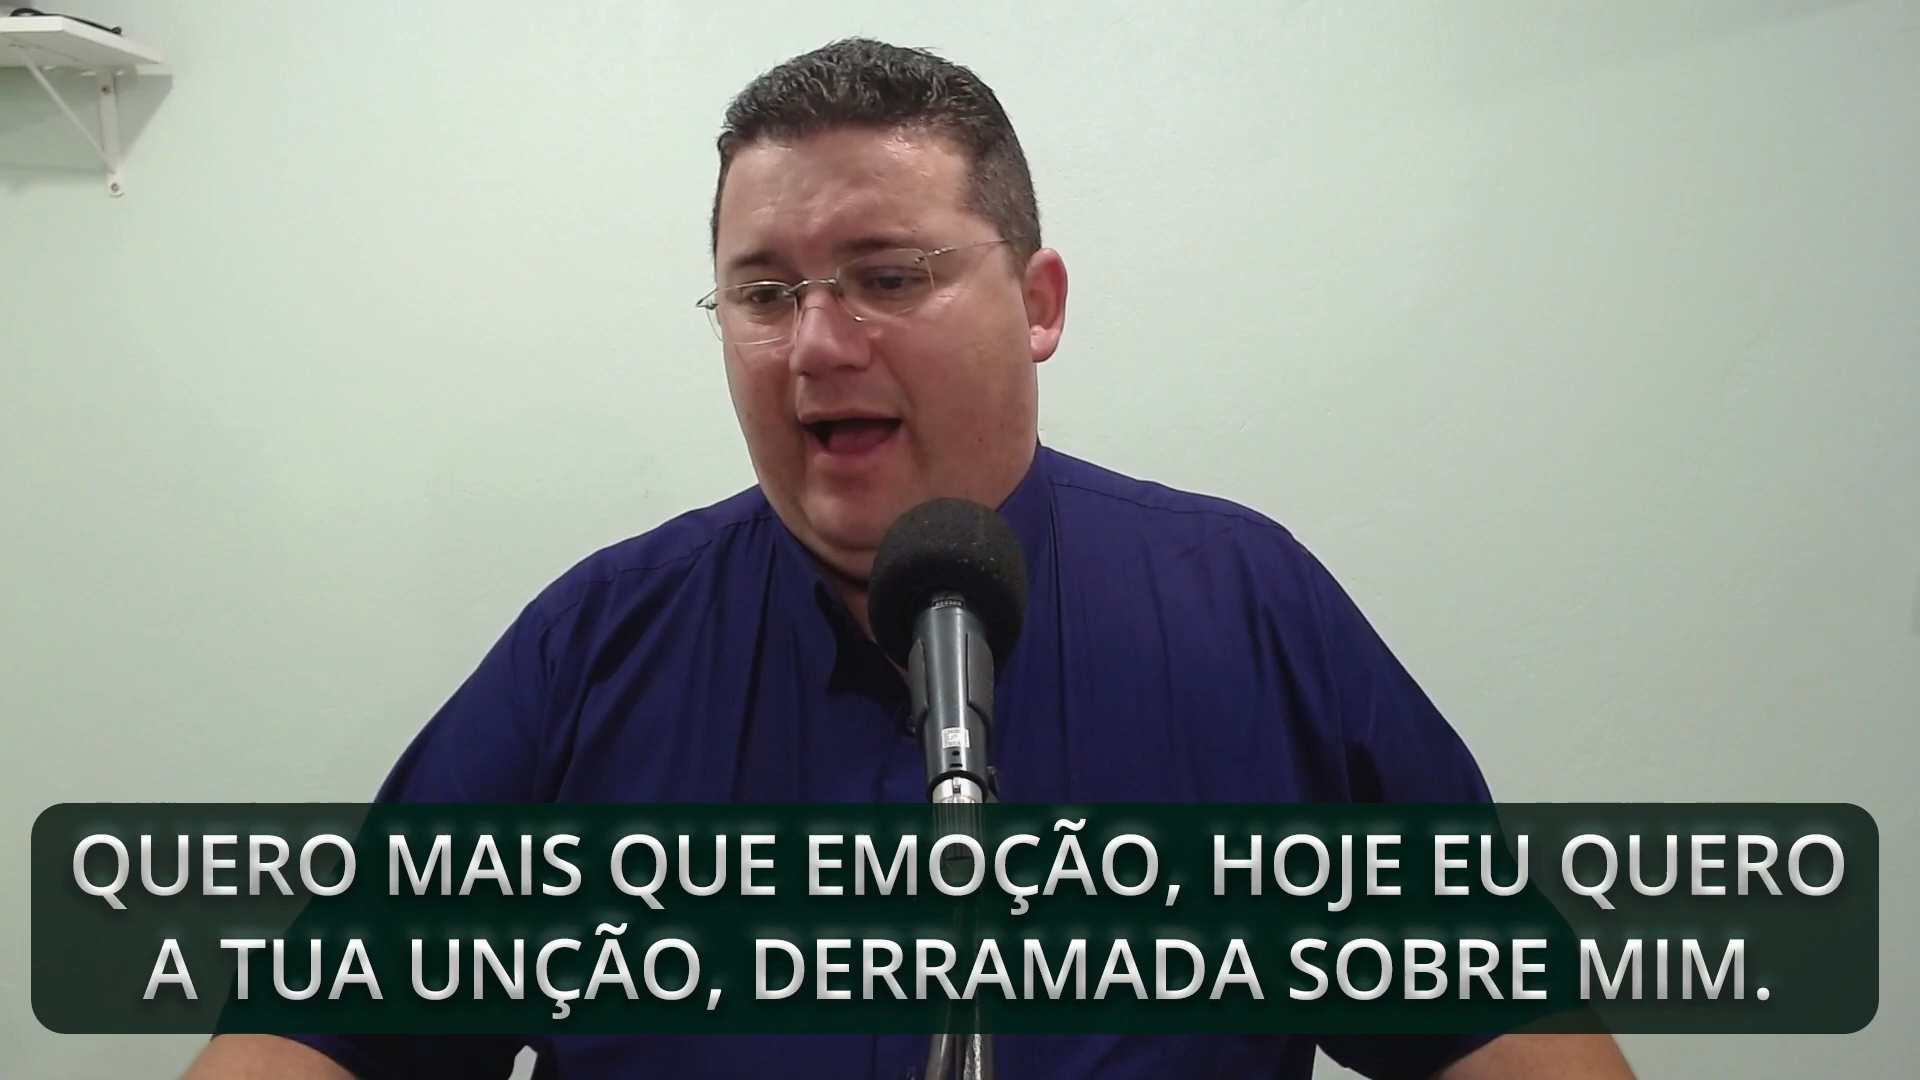 QUERO MAIS QUE EMOÇÃO, HOJE EU QUERO
A TUA UNÇÃO, DERRAMADA SOBRE MIM.